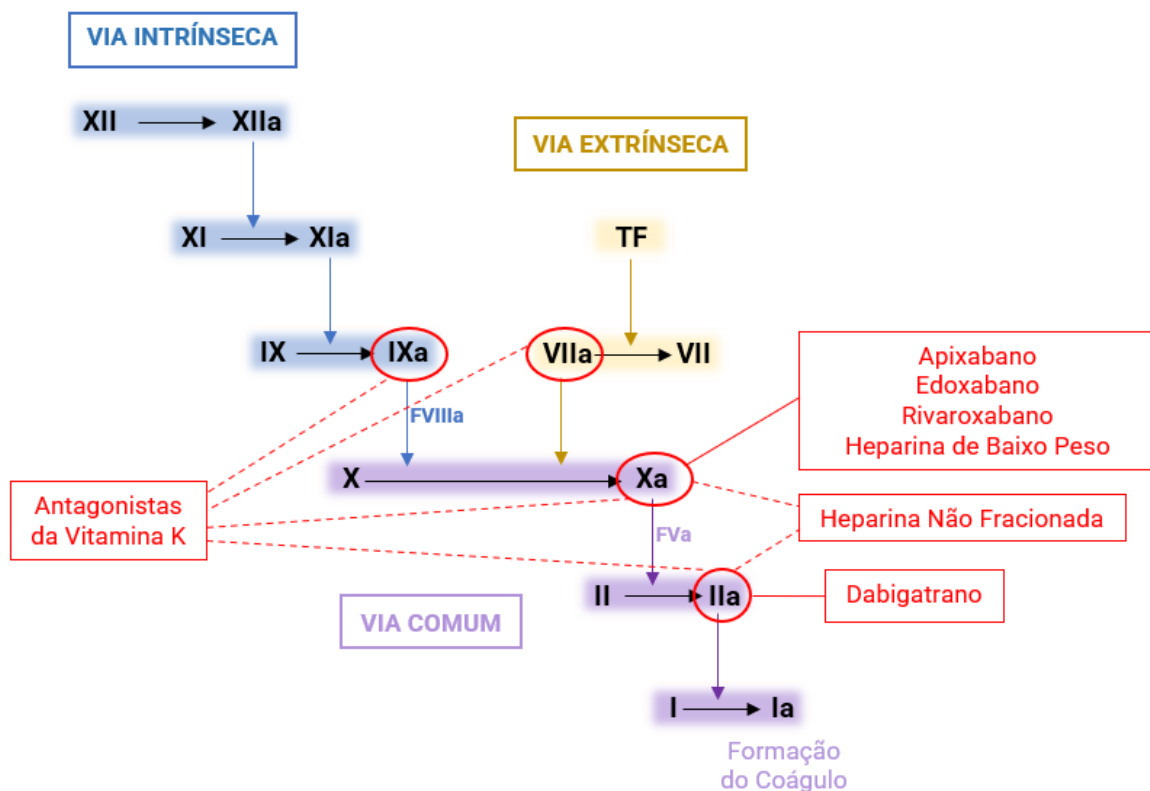 VIA INTRÍNSECA
XII XIIa
VIA EXTRÍNSECA
XI XIa
TF
IX IXa
VIIa VII
FVIIIa
Apixabano
Edoxabano
Rivaroxabano
Heparina de Baixo Peso
X Xa
Antagonistas
da Vitamina K
Heparina Não Fracionada
FVa
II IIa
Dabigatrano
VIA COMUM
I Ia
Formação
do Coágulo